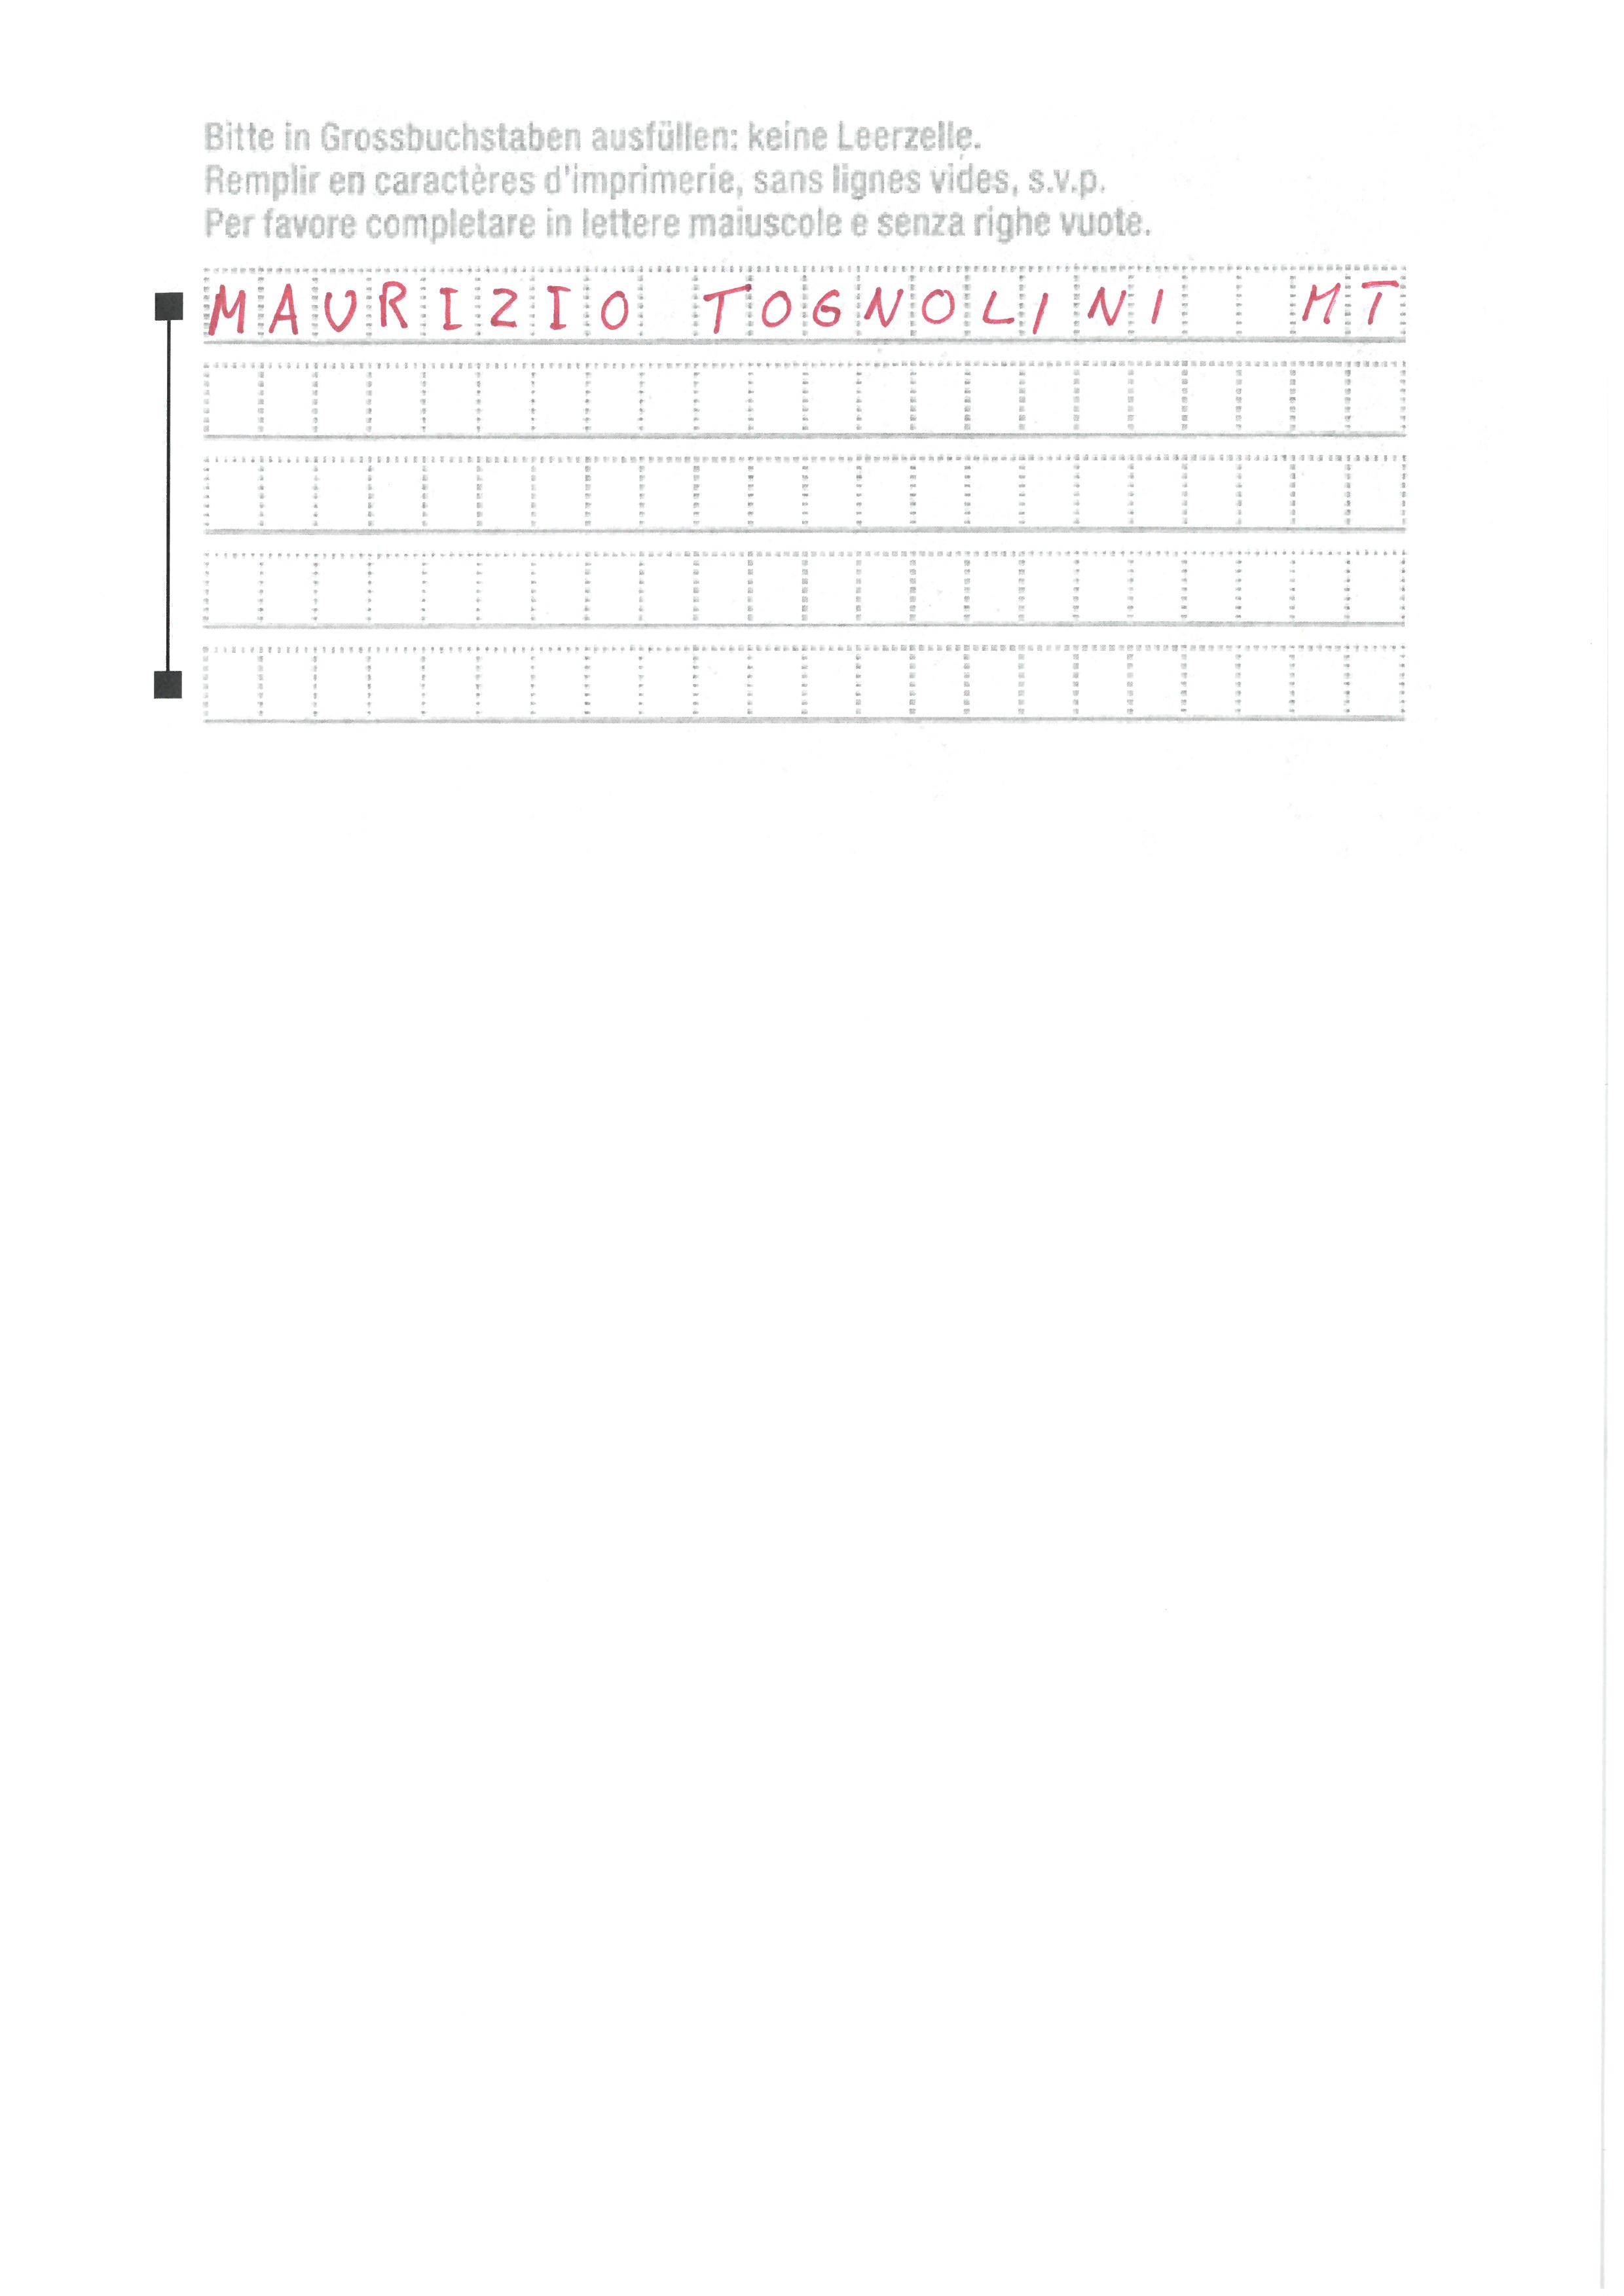 Bitte in Grossbuchstaben ausfüllen: keine Leerzelle.
Remplir en caractères d'imprimerie, sans lignes vides, s.v.p.
Per favore completare in lettere maiuscole e senza righe vuote.
MAURIZIO TOGNOLINI MT